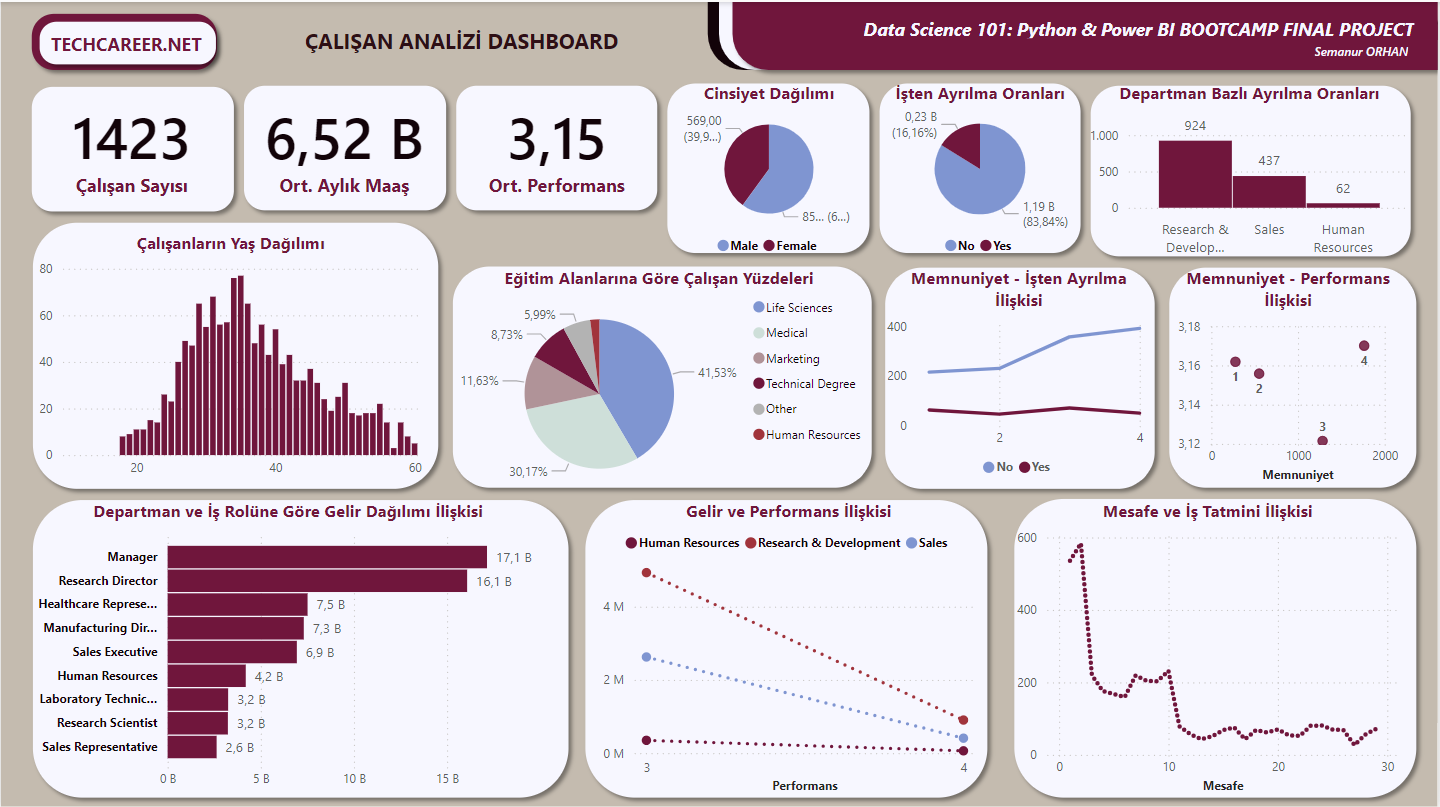 TECHCAREER.NET
ÇALIŞAN ANALİZİ DASHBOARD
Data Science 101: Python & Power BI BOOTCAMP FINAL PROJECT
Semanur ORHAN
1423
Çalışan Sayısı
6,52 B
Ort. Aylık Maaş
3,15
Ort. Performans
Cinsiyet Dağılımı
569,00
(39,9...)
85... (6...)
Male Female
İşten Ayrılma Oranları
0,23 B
(16,16%)
1,19 B
(83,84%)
No Yes
Departman Bazlı Ayrılma Oranları
1.000
500
0
924
437
62
Research &
Develop...
Sales
Human
Resources
Çalışanların Yaş Dağılımı
80
60
40
20
0
20 40 60
Eğitim Alanlarına Göre Çalışan Yüzdeleri
5,99%
8,73%
11,63%
30,17%
41,53%
Life Sciences
Medical
Marketing
Technical Degree
Other
Human Resources
Memnuniyet - İşten Ayrılma
İlişkisi
400
200
0
2 4
No Yes
Memnuniyet - Performans
İlişkisi
3,18
3,16
3,14
3,12
1
2
3
4
0 1000 2000
Memnuniyet
Departman ve İş Rolüne Göre Gelir Dağılımı İlişkisi
Manager 17,1 B
Research Director 16,1 B
Healthcare Represe... 7,5 B
Manufacturing Dir... 7,3 B
Sales Executive 6,9 B
Human Resources 4,2 B
Laboratory Technic... 3,2 B
Research Scientist 3,2 B
Sales Representative 2,6 B
0 B 5 B 10 B 15 B
Gelir ve Performans İlişkisi
Human Resources Research & Development Sales
4 M
2 M
0 M
3 4
Performans
Mesafe ve İş Tatmini İlişkisi
600
400
200
0
0 10 20 30
Mesafe